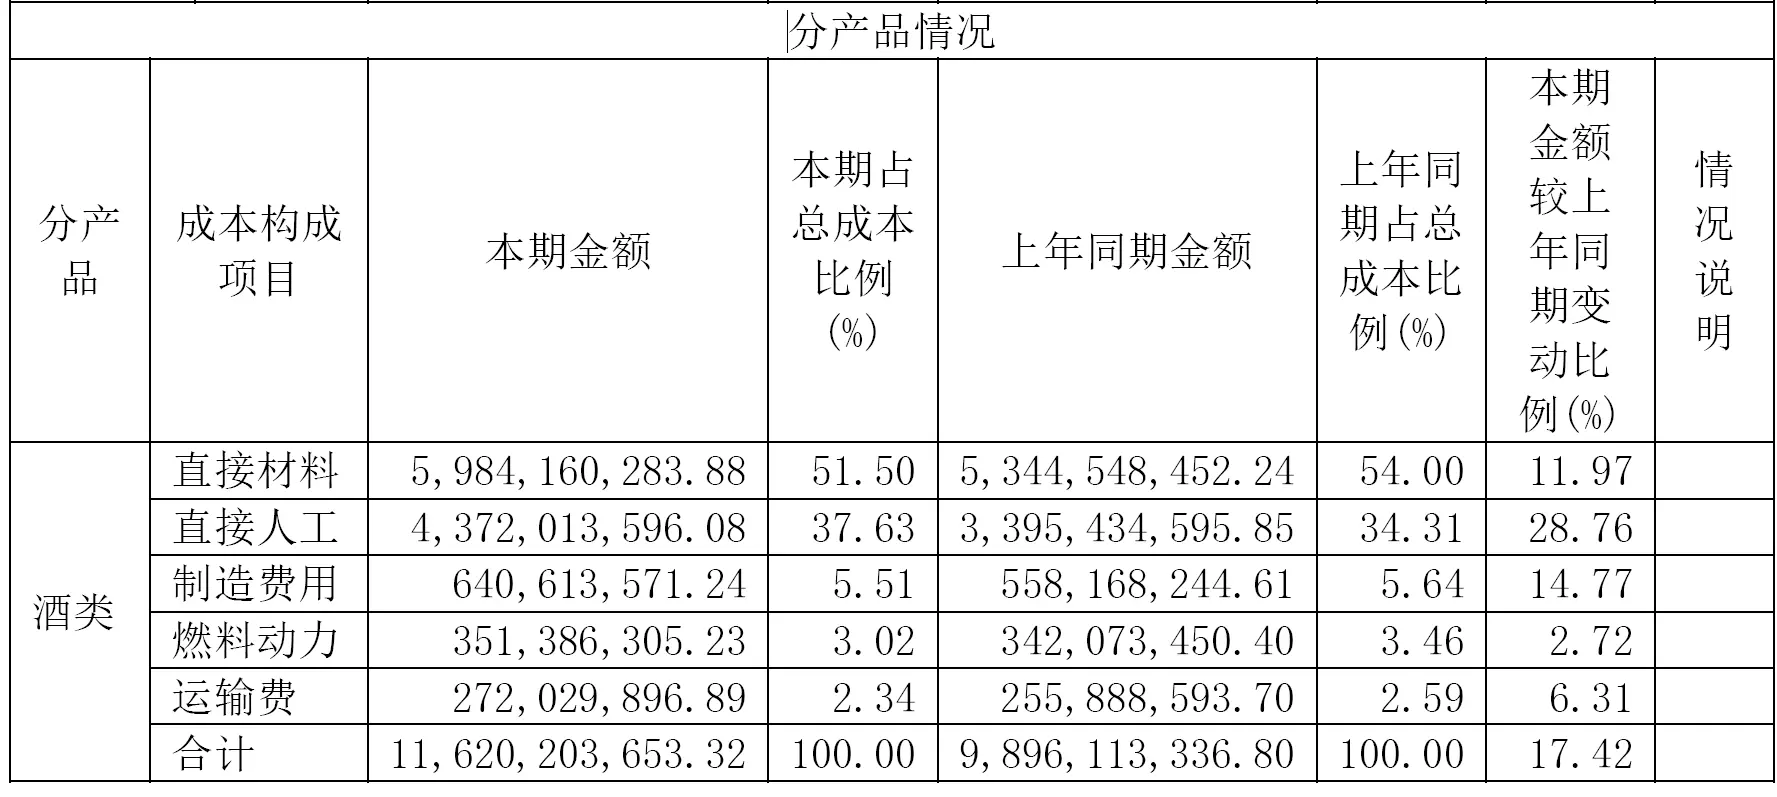 分产品情况
分产
品
成本构成
项目
本期金额
本期占
总成本
比例
(%)
上年同期金额
上年同
期占总
成本比
例(%)
本期
金额
较上
年同
期变
动比
例(%)
情
况
说
明
酒类
直接材料 5,984,160,283.88 51.50 5,344,548,452.24 54.00 11.97
直接人工 4,372,013,596.08 37.63 3,395,434,595.85 34.31 28.76
制造费用 640,613,571.24 5.51 558,168,244.61 5.64 14.77
燃料动力 351,386,305.23 3.02 342,073,450.40 3.46 2.72
运输费 272,029,896.89 2.34 255,888,593.70 2.59 6.31
合计 11,620,203,653.32 100.00 9,896,113,336.80 100.00 17.42